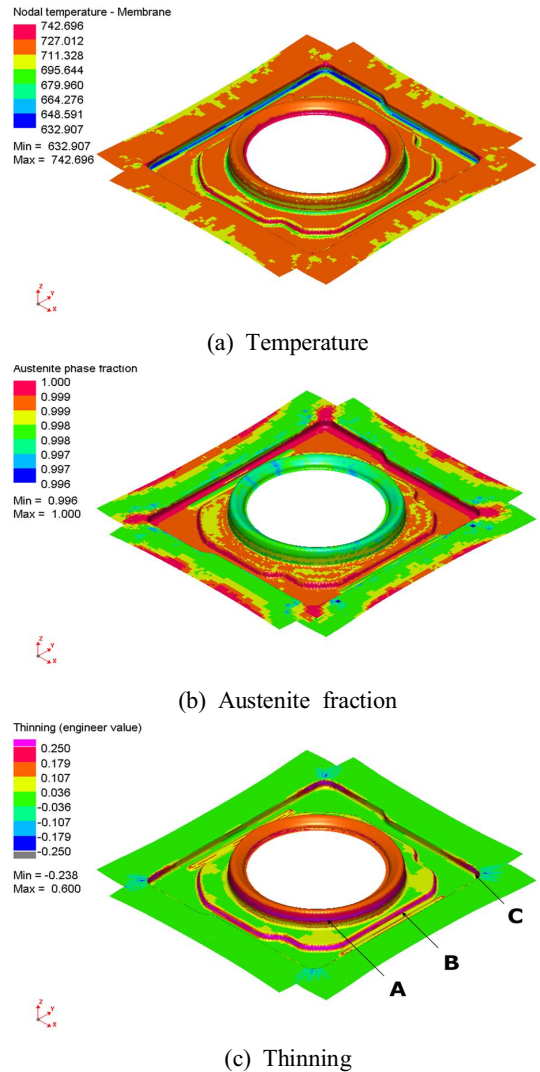 Nodal temperature - Membrane
742.696
727.012
711.328
695.644
679.960
664.276
648.591
632.907
Min = 632.907
Max = 742.696
Z
Y
X
(a) Temperature
Austenite phase fraction
1.000
0.999
0.999
0.998
0.998
0.997
0.997
0.996
Min = 0.996
Max = 1.000
Z
Y
X
(b) Austenite fraction
Thinning (engineer value)
0.250
0.179
0.107
0.036
-0.036
-0.107
-0.179
-0.250
Min = -0.238
Max = 0.600
C
B
A
Z
Y
X
(c) Thinning